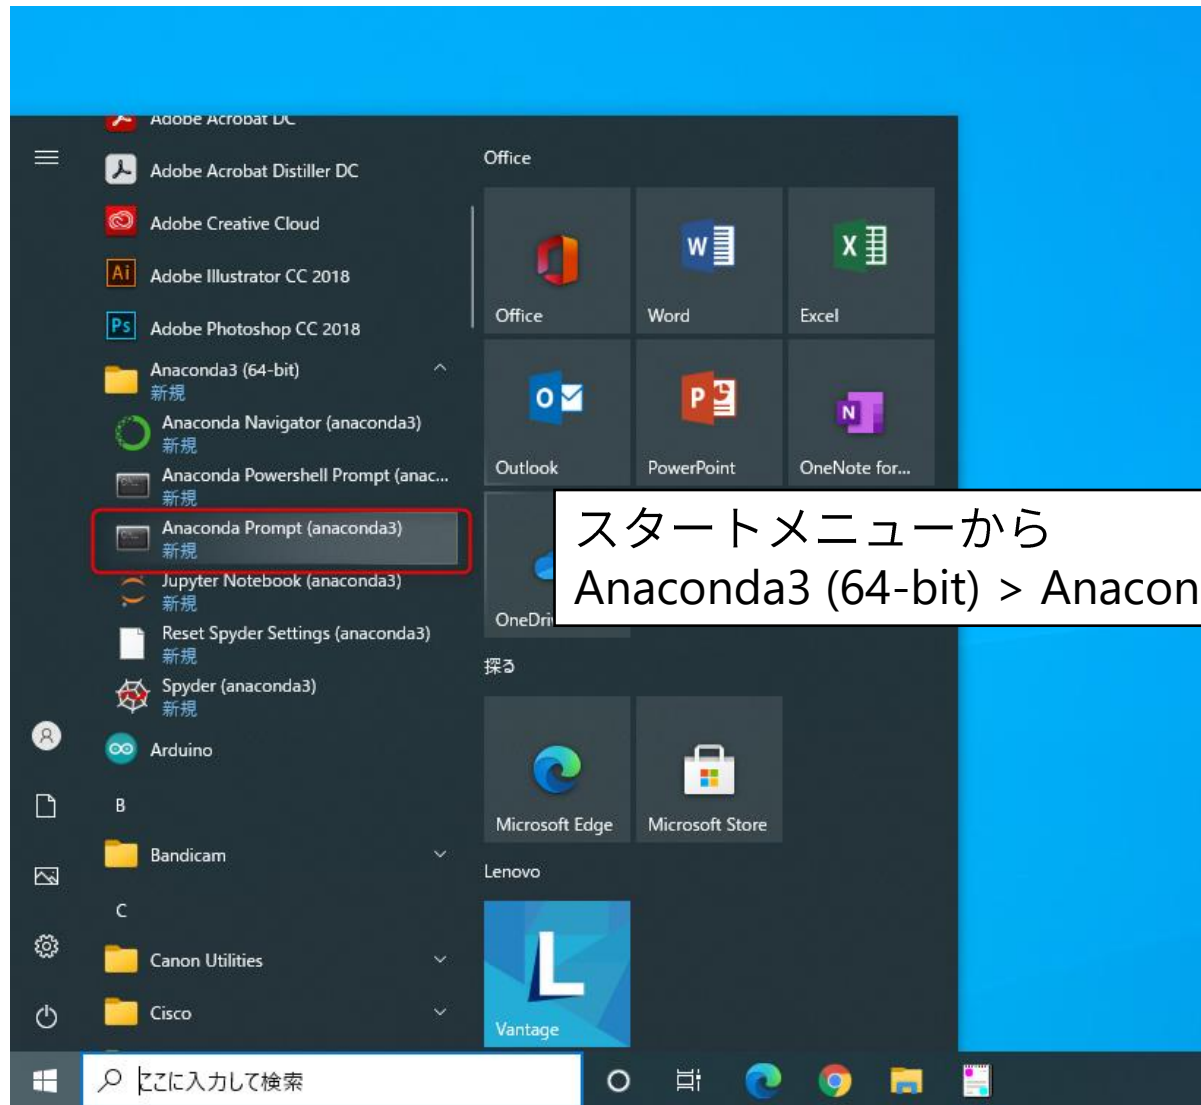 Adobe Acrobat DC
Adobe Acrobat Distiller DC
Adobe Creative Cloud
Ai
Adobe Illustrator CC 2018
Ps
Adobe Photoshop CC 2018
Anaconda3 (64-bit)
新規
Anaconda Navigator (anaconda3)
新規
Anaconda Powershell Prompt (anac...
新規
Anaconda Prompt (anaconda3)
新規
Jupyter Notebook (anaconda3)
新規
Reset Spyder Settings (anaconda3)
新規
Spyder (anaconda3)
新規
Arduino
B
Bandicam
C
Canon Utilities
Cisco
Office
Office
Word
Excel
Outlook
PowerPoint
OneNote for...
OneDri
スタートメニューから
Anaconda3 (64-bit) > Anacon
探る
Microsoft Edge
Microsoft Store
Lenovo
L
Vantage
ここに入力して検索